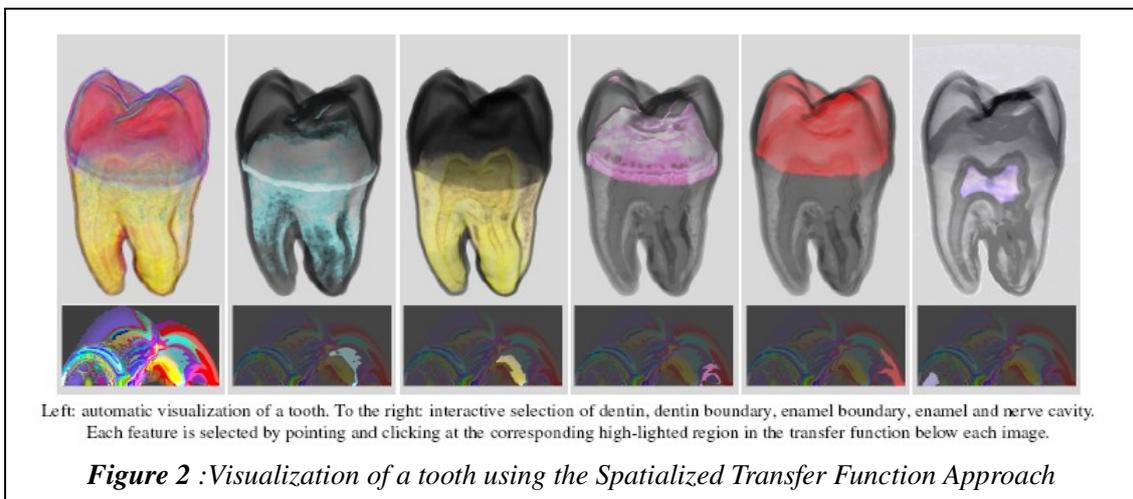 Left: automatic visualization of a tooth. To the right: interactive selection of dentin, dentin boundary, enamel boundary, enamel and nerve cavity.
Each feature is selected by pointing and clicking at the corresponding high-lighted region in the transfer function below each image.
Figure 2 :Visualization of a tooth using the Spatialized Transfer Function Approach